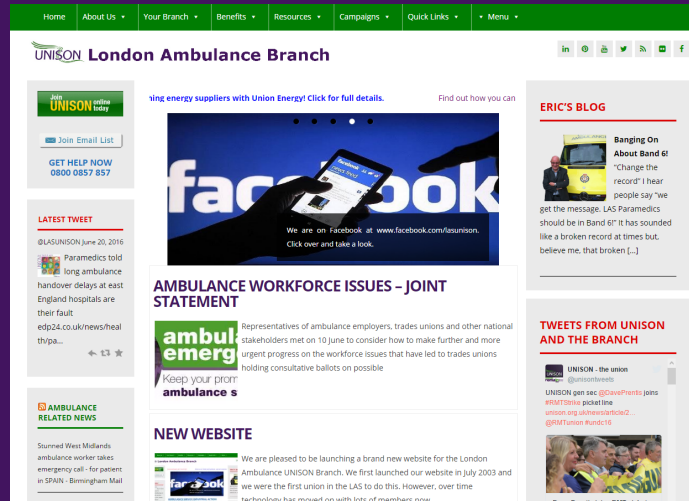 Home
About Us
Your Branch
Benefits
Resources
Campaigns
Quick Links
Menu
UNISON London Ambulance Branch
Join
UNISON online
today
Join Email List
GET HELP NOW
0800 0857 857
LATEST TWEET
@LASUNISON June 20, 2016
Paramedics told
long ambulance
handover delays at east
England hospitals are
their fault
edp24.co.uk/news/heal
th/pa...
AMBULANCE
RELATED NEWS
Stunned West Midlands
ambulance worker takes
emergency call - for patient
in SPAIN - Birmingham Mail
ning energy suppliers with Union Energy! Click for full details.
Find out how you can
We are on Facebook at www.facebook.com/lasunison.
Click over and take a look.
AMBULANCE WORKFORCE ISSUES – JOINT
STATEMENT
ambula
emerg
Keep your prom
ambulance s
Representatives of ambulance employers, trades unions and other national
stakeholders met on 10 June to consider how to make further and more
urgent progress on the workforce issues that have led to trades unions
holding consultative ballots on possible
NEW WEBSITE
We are pleased to be launching a brand new website for the London
Ambulance UNISON Branch. We first launched our website in July 2003 and
we were the first union in the LAS to do this. However, over time
technology has moved on with lots of members now
ERIC'S BLOG
Banging On
About Band 6!
"Change the
record" I hear
people say "we
get the message. LAS Paramedics
should be in Band 6!" It has sounded
like a broken record at times but,
believe me, that broken [...]
TWEETS FROM UNISON
AND THE BRANCH
UNISON - the union
@unisontweets
UNISON gen sec @DavePrentis joins
#RMTStrike picket line
unison.org.uk/news/article/2...
@RMTunion #undc16